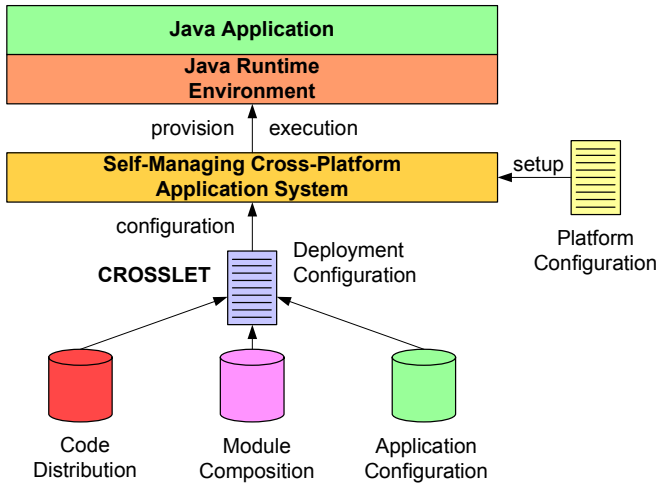 Java Application
Java Runtime
Environment
provision execution
Self-Managing Cross-Platform
Application System
setup
configuration
Platform
Configuration
Deployment
Configuration
CROSSLET
Code
Distribution
Module
Composition
Application
Configuration